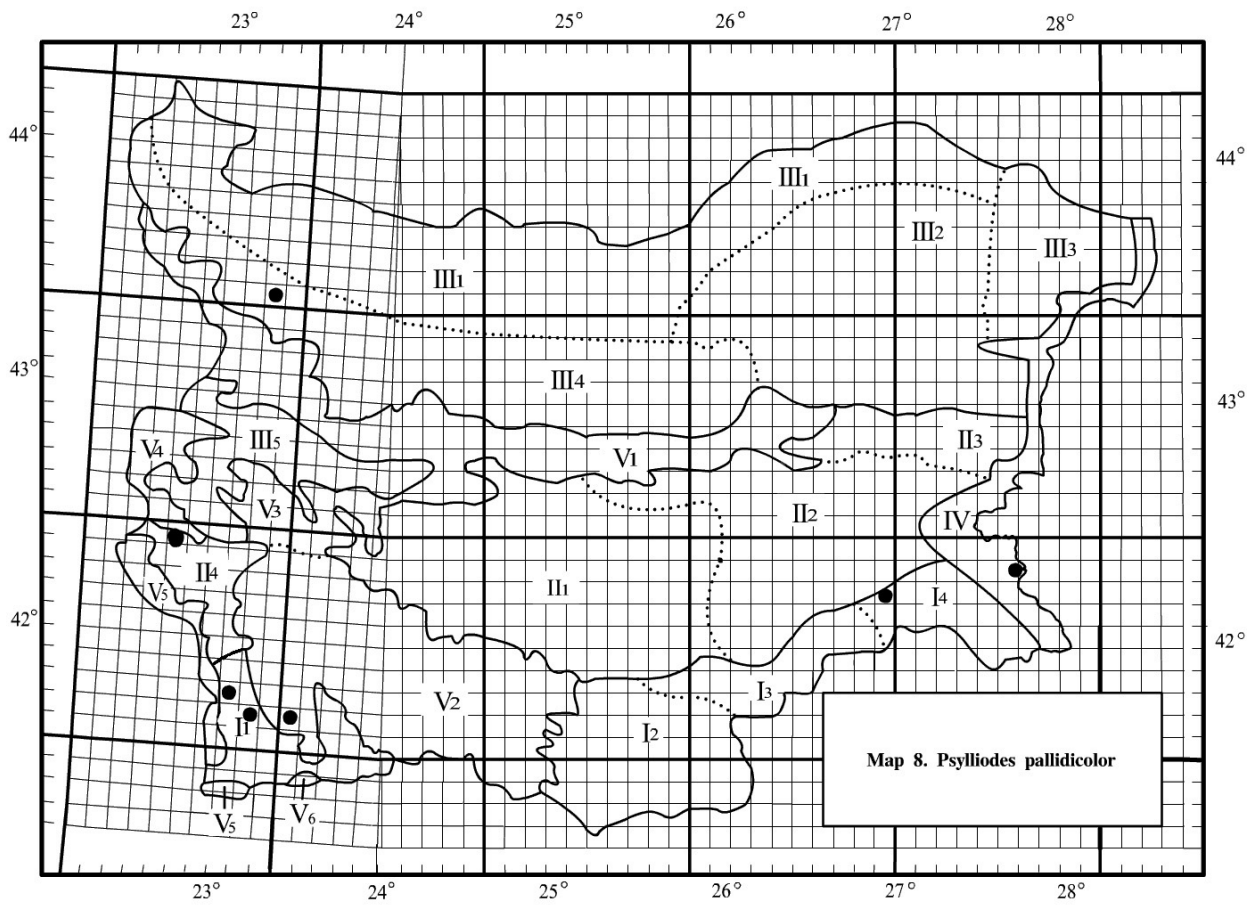 23° 24° 25° 26° 27° 28°
44°
44°
III1
III2
III3
III1
43°
III4
43°
III5
II3
V4
V1
V3
II2
IV
II4
V5
II1
I4
42°
42°
I3
V2
I1
I2
Map 8. Psylliodes pallidicolor
V5
V6
23° 24° 25° 26° 27° 28°